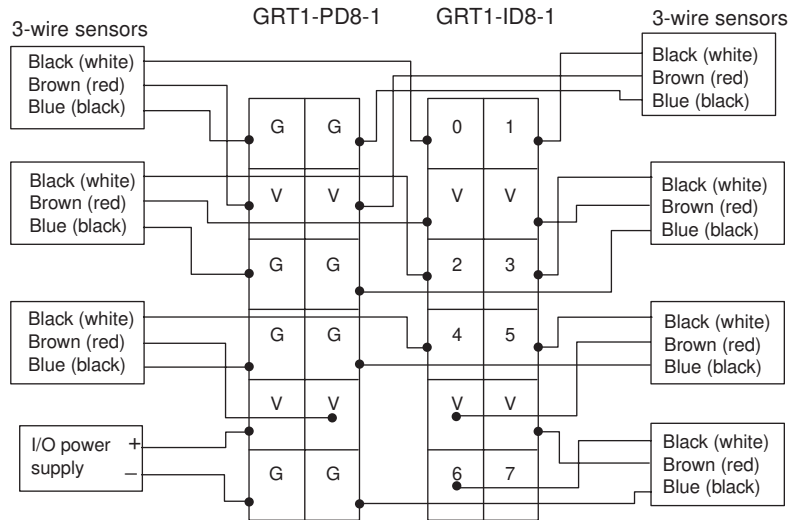 GRT1-PD8-1 GRT1-ID8-1
3-wire sensors 3-wire sensors
Black (white)
Brown (red)
Blue (black)
Black (white)
Brown (red)
Blue (black)
G G 0 1
V V V V
Black (white)
Brown (red)
Blue (black)
Black (white)
Brown (red)
Blue (black)
G G 2 3
G G 4 5
Black (white)
Brown (red)
Blue (black)
Black (white)
Brown (red)
Blue (black)
V V V V
I/O power +
supply –
G G 6 7
Black (white)
Brown (red)
Blue (black)